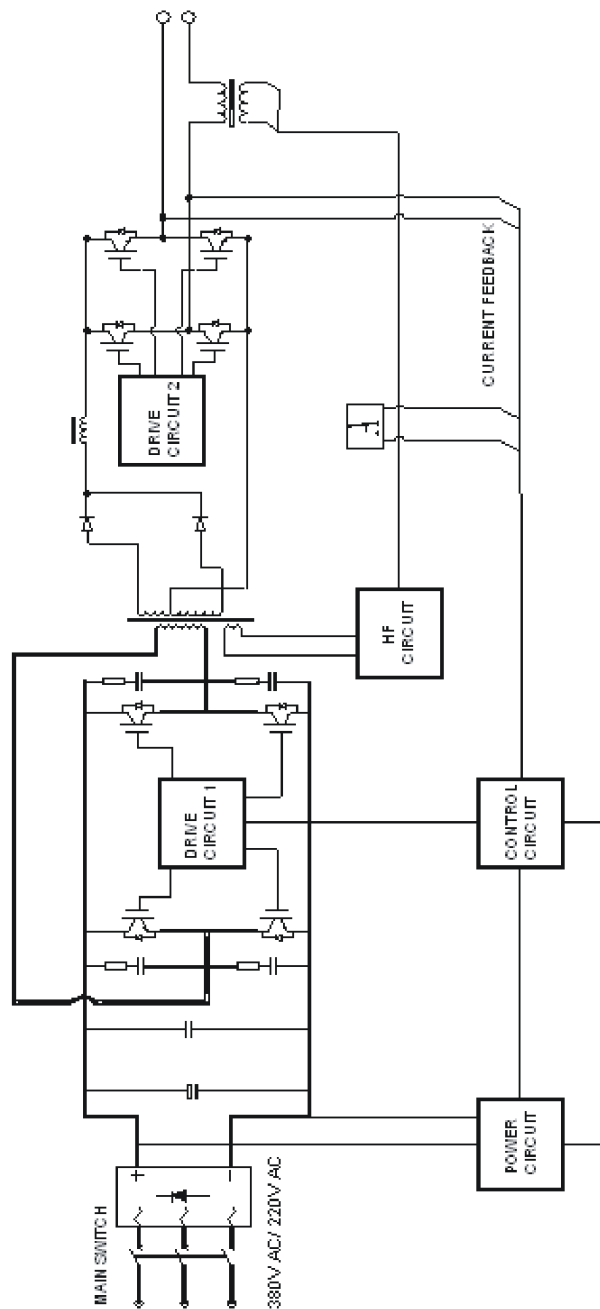 MAIN SWITCH
380V AC/ 220V AC
+
-
POWER
CIRCUIT
DRIVE
CIRCUIT 1
CONTROL
CIRCUIT
HF
CIRCUIT
DRIVE
CIRCUIT 2
CURRENT FEEDBACK